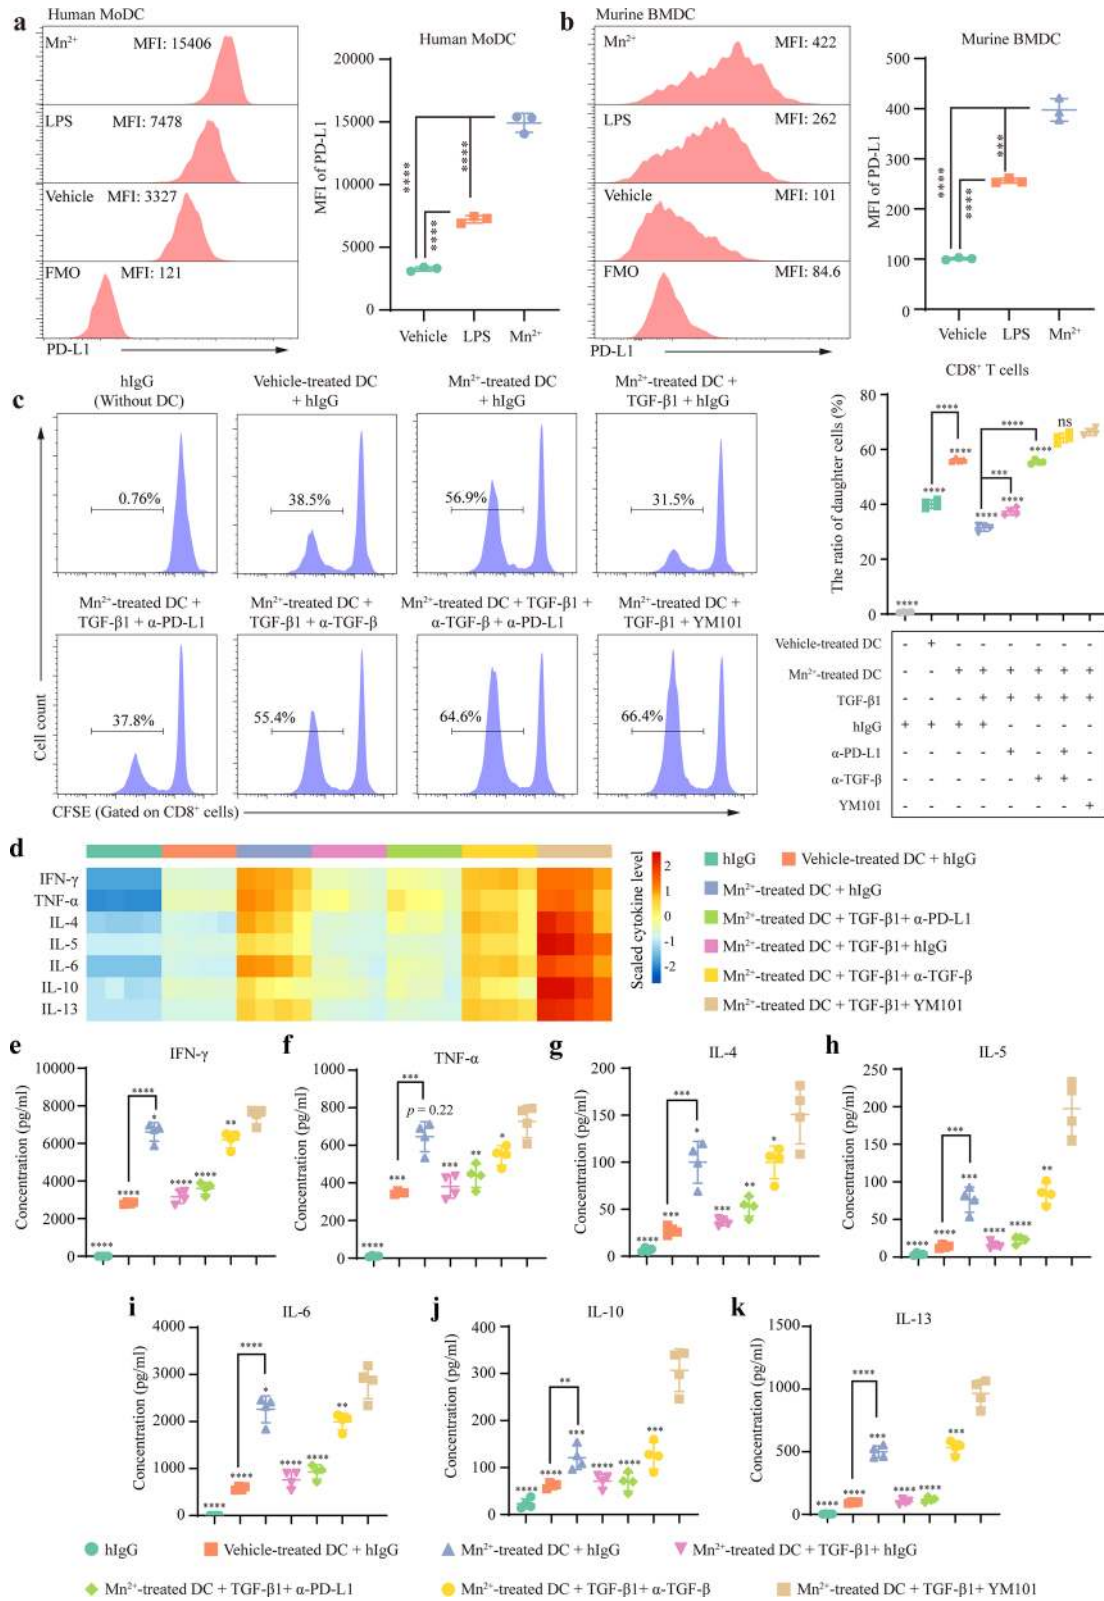 a
Human MoDC
Mn²⁺
MFI: 15406
LPS
MFI: 7478
Vehicle
MFI: 3327
FMO
MFI: 121
PD-L1
Human MoDC
MFI of PD-L1
20000
15000
10000
5000
0
****
****
****
Vehicle
LPS
Mn²⁺
b
Murine BMDC
Mn²⁺
MFI: 422
LPS
MFI: 262
Vehicle
MFI: 101
FMO
MFI: 84.6
PD-L1
Murine BMDC
MFI of PD-L1
500
400
300
200
100
0
****
****
***
Vehicle
LPS
Mn²⁺
c
hIgG
(Without DC)
0.76%
Vehicle-treated DC
+ hIgG
38.5%
Mn²⁺-treated DC
+ hIgG
56.9%
Mn²⁺-treated DC +
TGF-β1 + hIgG
31.5%
Mn²⁺-treated DC +
TGF-β1 + α-PD-L1
37.8%
Mn²⁺-treated DC +
TGF-β1 + α-TGF-β
55.4%
Mn²⁺-treated DC + TGF-β1 +
α-TGF-β + α-PD-L1
64.6%
Mn²⁺-treated DC +
TGF-β1 + YM101
66.4%
Cell count
CFSE (Gated on CD8⁺ cells)
CD8⁺ T cells
The ratio of daughter cells (%)
80
60
40
20
0
****
****
****
****
****
***
****
****
****
ns
Vehicle-treated DC - + - - - - - -
Mn²⁺-treated DC - - + + + + + +
TGF-β1 - - - + + + + +
hIgG + + + + - - - -
α-PD-L1 - - - - + - + -
α-TGF-β - - - - - + + -
YM101 - - - - - - - +
d
IFN-γ
TNF-α
IL-4
IL-5
IL-6
IL-10
IL-13
Scaled cytokine level
2
1
0
-1
-2
hIgG
Vehicle-treated DC + hIgG
Mn²⁺-treated DC + hIgG
Mn²⁺-treated DC + TGF-β1+ α-PD-L1
Mn²⁺-treated DC + TGF-β1+ hIgG
Mn²⁺-treated DC + TGF-β1+ α-TGF-β
Mn²⁺-treated DC + TGF-β1+ YM101
e
IFN-γ
Concentration (pg/ml)
10000
8000
6000
4000
2000
0
****
****
****
*
****
****
**
f
TNF-α
Concentration (pg/ml)
1000
800
600
400
200
0
****
***
***
p = 0.22
***
**
*
g
IL-4
Concentration (pg/ml)
200
150
100
50
0
****
***
***
*
***
**
*
h
IL-5
Concentration (pg/ml)
250
200
150
100
50
0
****
****
***
***
****
****
**
i
IL-6
Concentration (pg/ml)
4000
3000
2000
1000
0
****
****
****
*
****
****
**
j
IL-10
Concentration (pg/ml)
400
300
200
100
0
****
****
**
***
****
****
***
k
IL-13
Concentration (pg/ml)
1500
1000
500
0
****
****
****
***
****
****
***
hIgG
Vehicle-treated DC + hIgG
Mn²⁺-treated DC + hIgG
Mn²⁺-treated DC + TGF-β1+ hIgG
Mn²⁺-treated DC + TGF-β1+ α-PD-L1
Mn²⁺-treated DC + TGF-β1+ α-TGF-β
Mn²⁺-treated DC + TGF-β1+ YM101